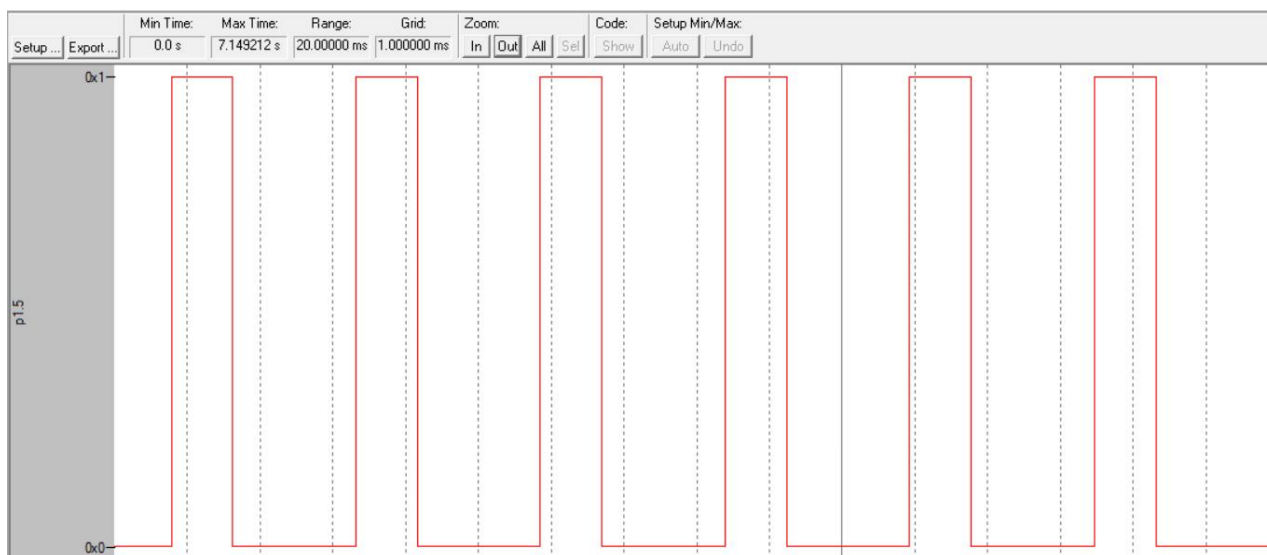 Min Time: Max Time: Range: Grid: Zoom: Code: Setup Min/Max:
Setup ... Export ... 0.0 s 7.149212 s 20.00000 ms 1.000000 ms In Out All Sel Show Auto Undo
0x1
p1.5
0x0